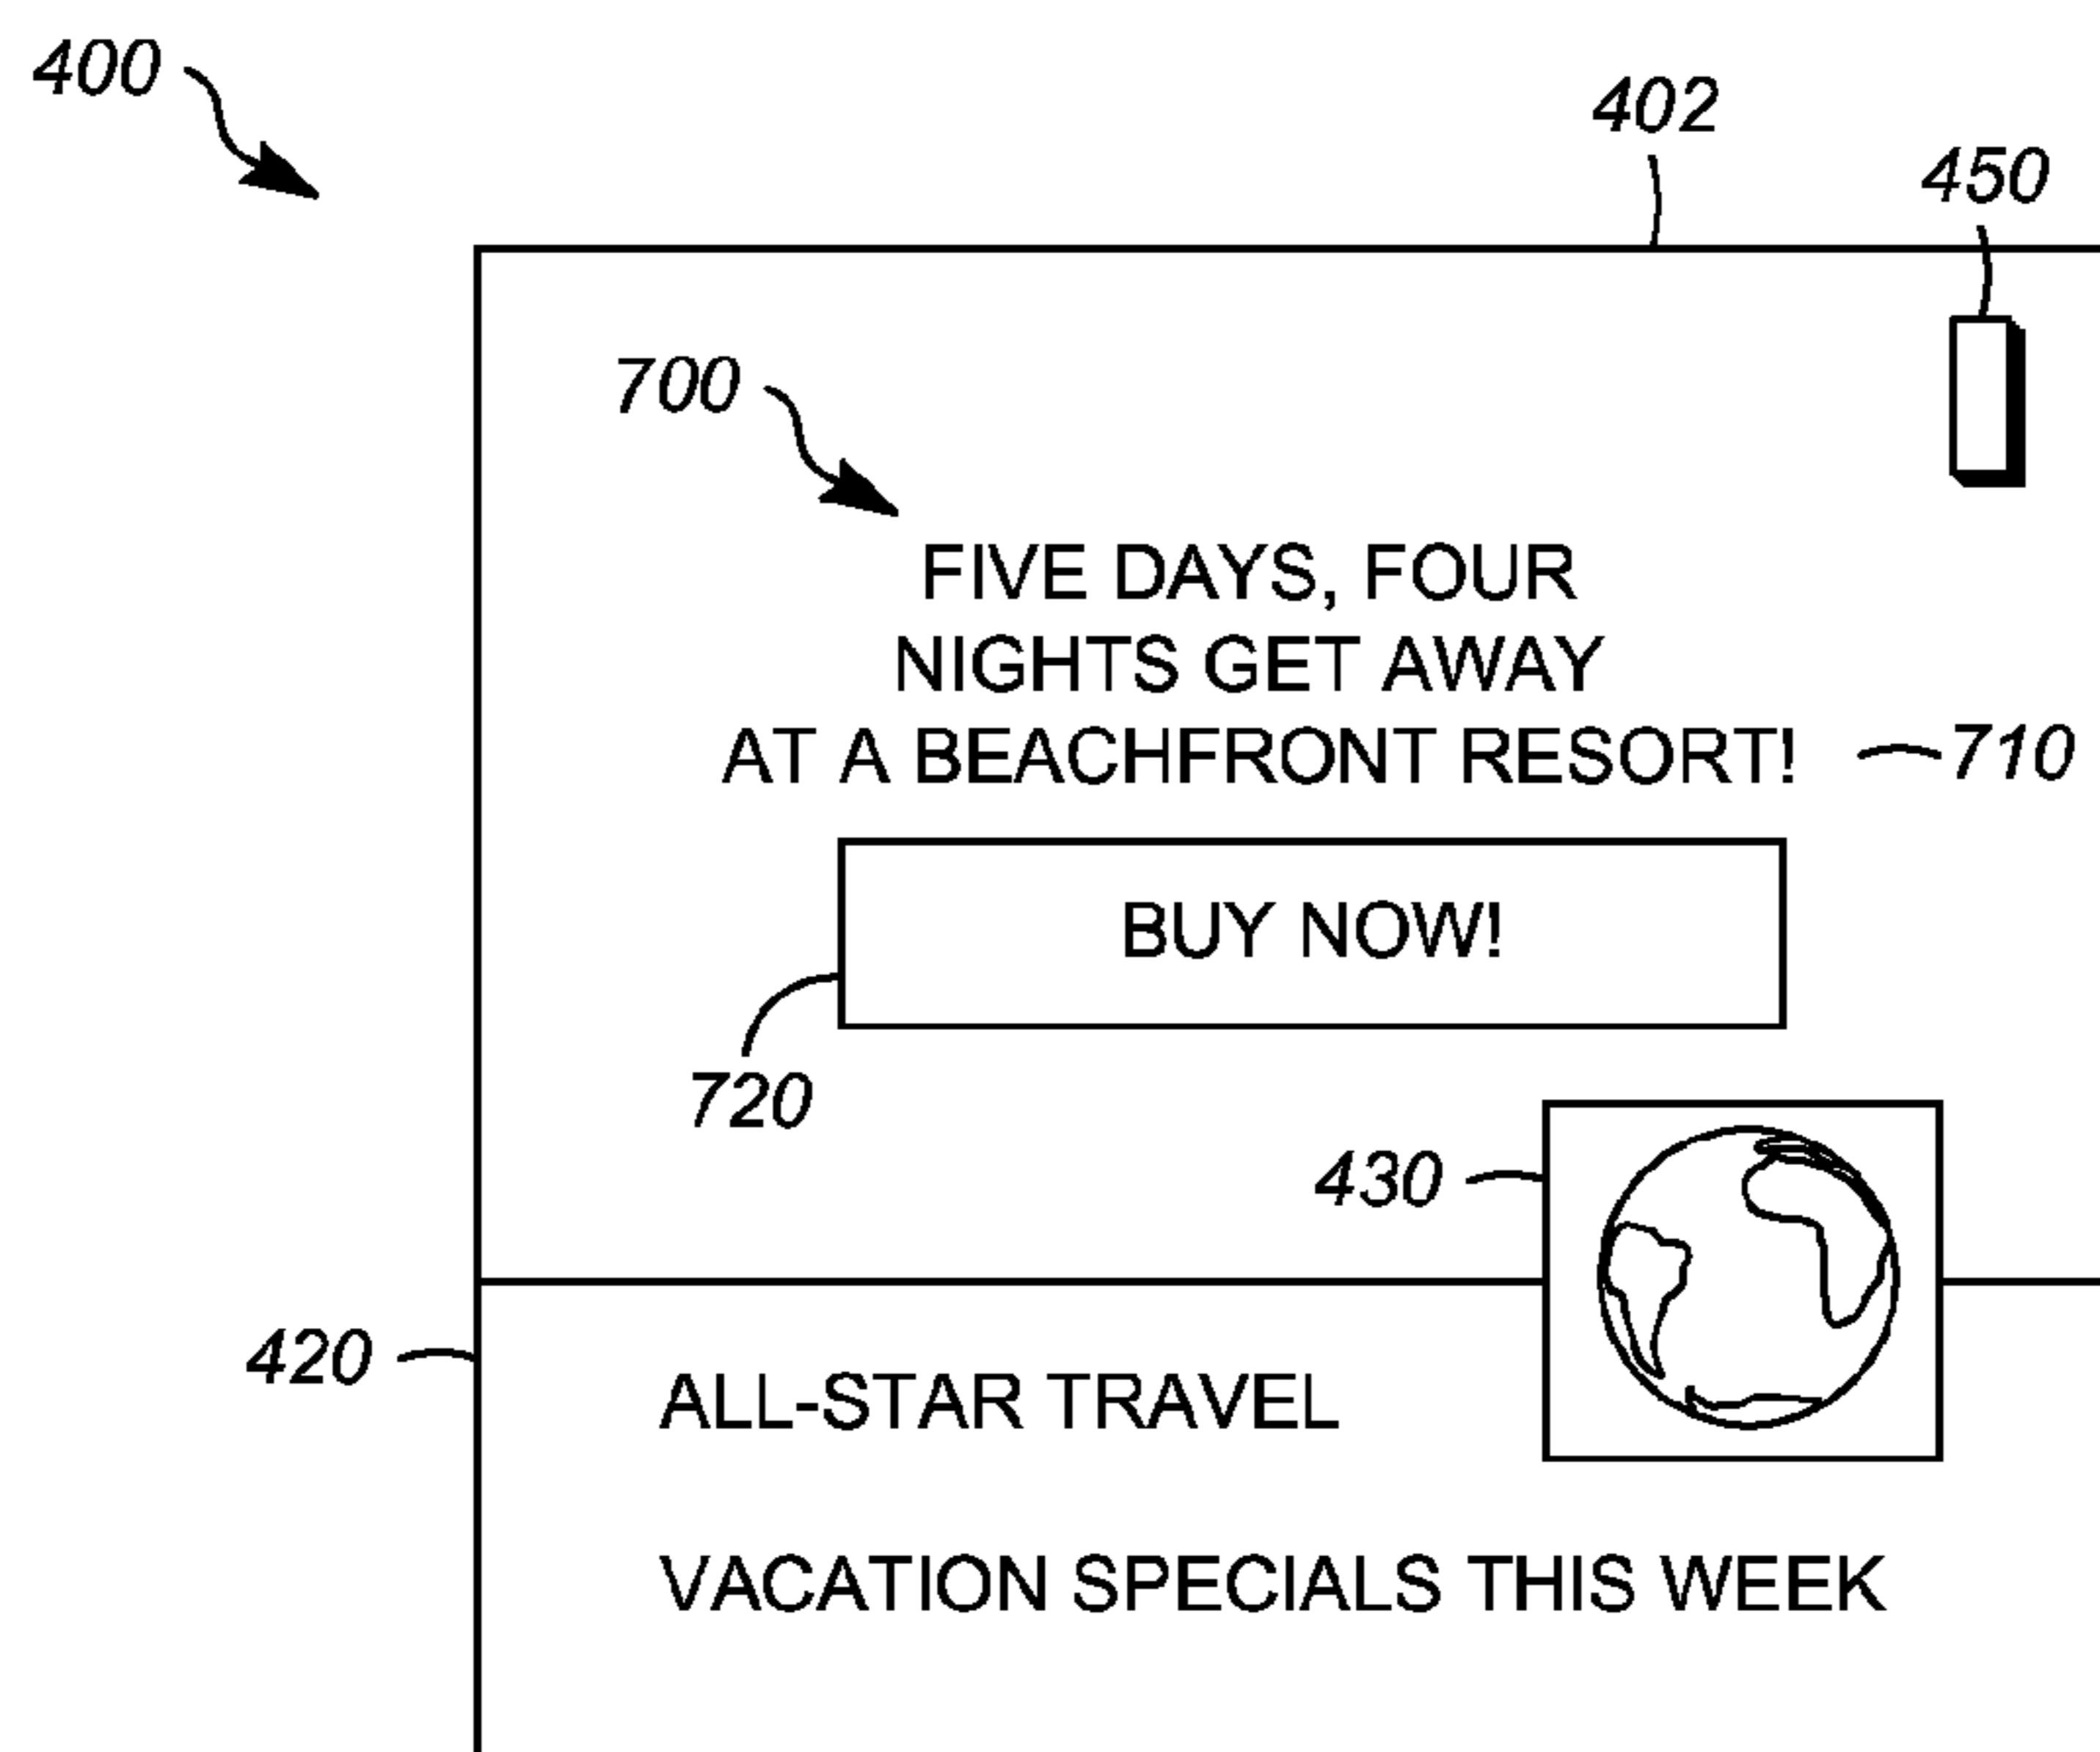 400
402
450
700
FIVE DAYS, FOUR
NIGHTS GET AWAY
AT A BEACHFRONT RESORT!
710
BUY NOW!
720
430
420
ALL-STAR TRAVEL
VACATION SPECIALS THIS WEEK